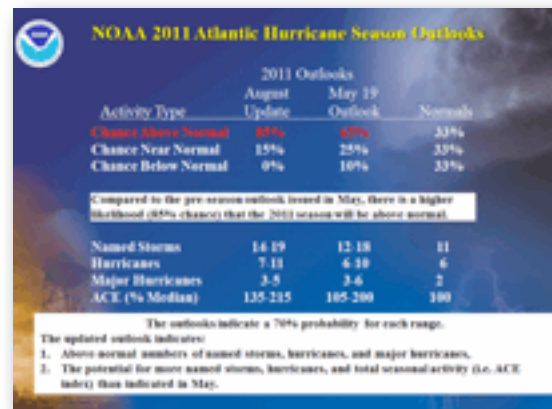 NOAA 2011 Atlantic Hurricane Season Outlooks
2011 Outlooks
August May 19
Activity Type Update Outlook Normals
Chance Above Normal 85% 65% 33%
Chance Near Normal 15% 25% 33%
Chance Below Normal 0% 10% 33%
Compared to the pre-season outlook issued in May, there is a higher
likelihood (85% chance) that the 2011 season will be above normal.
Named Storms 14-19 12-18 11
Hurricanes 7-11 6-10 6
Major Hurricanes 3-5 3-6 2
ACE (% Median) 135-215 105-200 100
The outlooks indicate a 70% probability for each range.
The updated outlook indicates:
1. Above normal numbers of named storms, hurricanes, and major hurricanes,
2. The potential for more named storms, hurricanes, and total seasonal activity (i.e. ACE
index) than indicated in May.